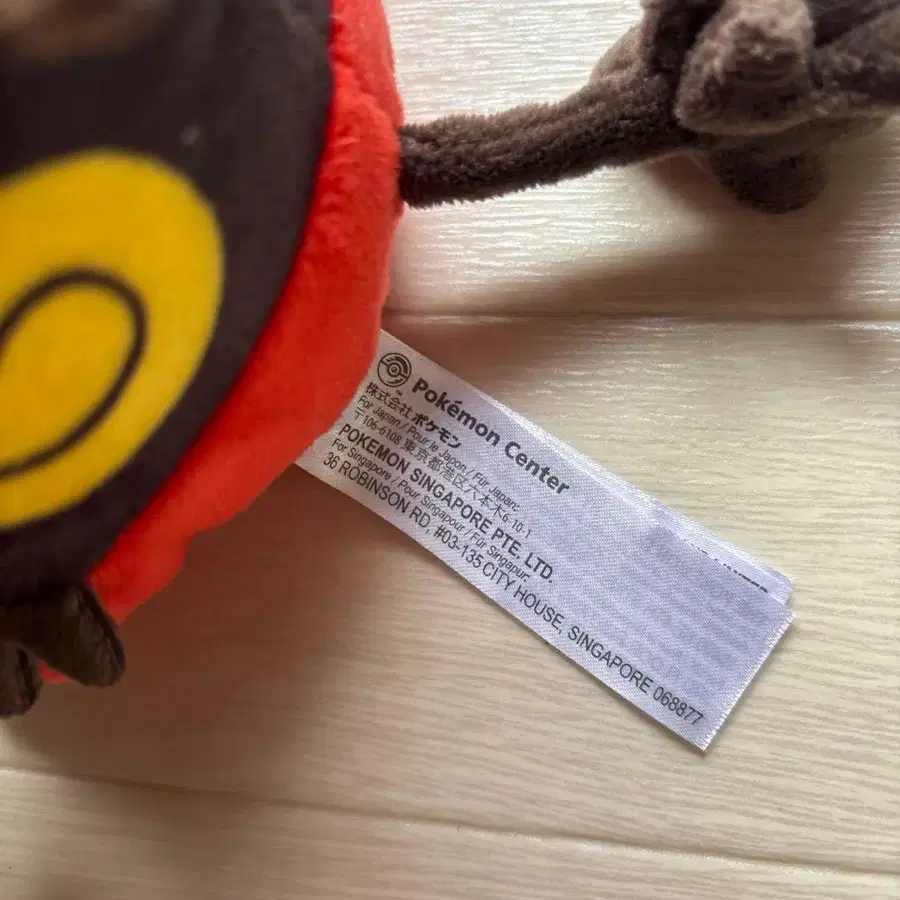 Pokémon Center
株式会社 ポケモン
For Japan / Pour le Japon / Für Japan:
〒106-6108 東京都港区六本木6-10-1
POKEMON SINGAPORE PTE., LTD.
For Singapore / Pour Singapour / Für Singapur.
36 ROBINSON RD, #03-135 CITY HOUSE, SINGAPORE 068877